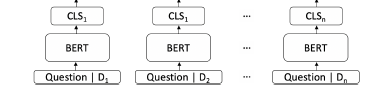 CLS1 CLS1 ... CLSn
BERT BERT ... BERT
Question | D1 Question | D2 ... Question | Dn